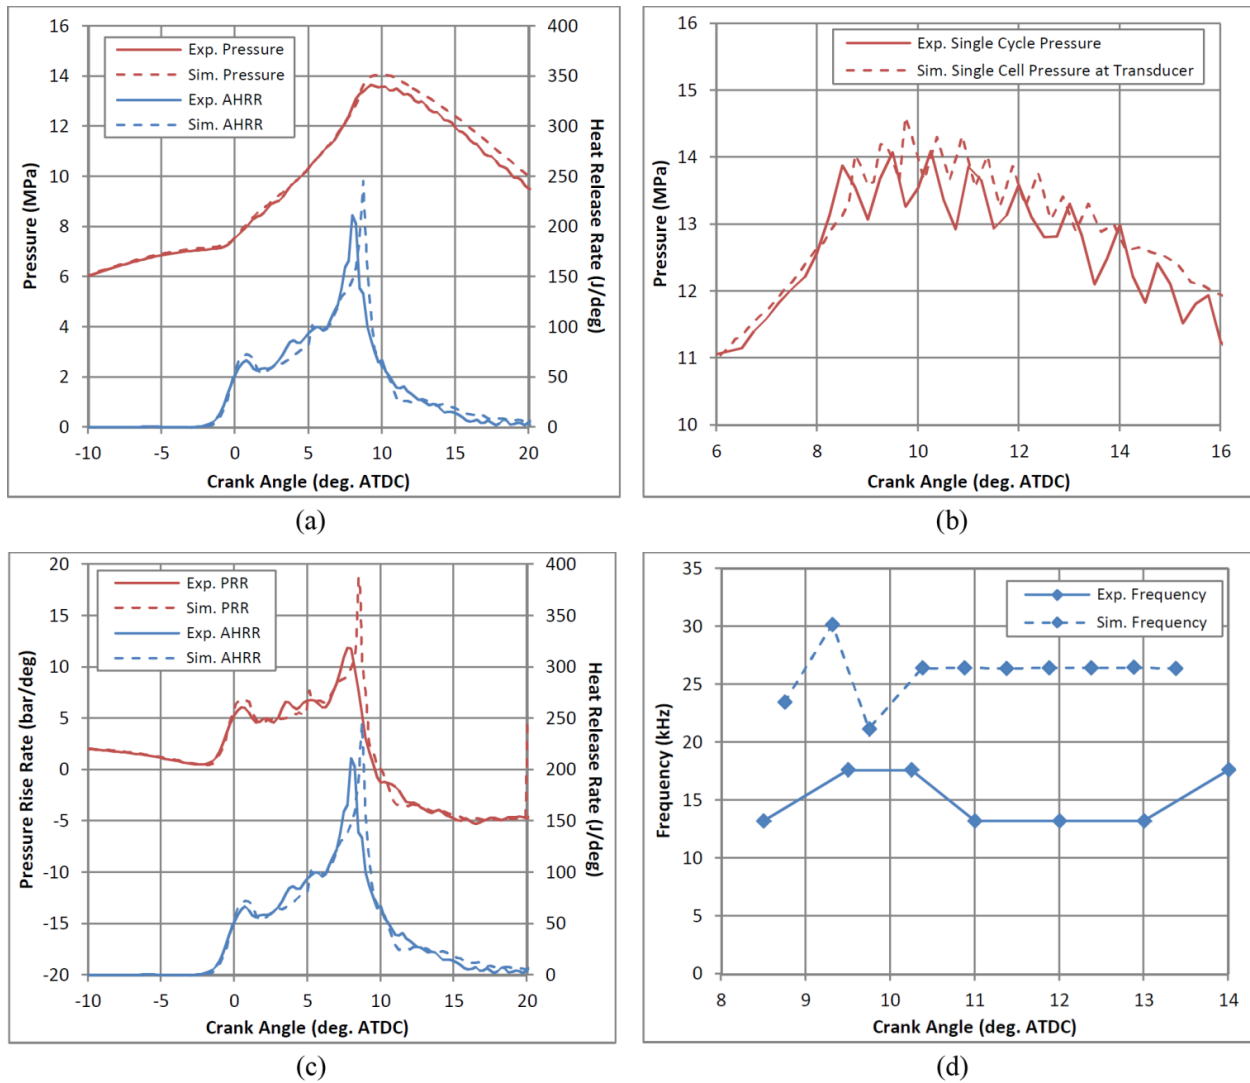 16
14
12
10
8
6
4
2
0
Pressure (MPa)
Exp. Pressure
Sim. Pressure
Exp. AHRR
Sim. AHRR
400
350
300
250
200
150
100
50
0
Heat Release Rate (J/deg)
-10 -5 0 5 10 15 20
Crank Angle (deg. ATDC)
(a)
16
15
14
13
12
11
10
Pressure (MPa)
Exp. Single Cycle Pressure
Sim. Single Cell Pressure at Transducer
6 8 10 12 14 16
Crank Angle (deg. ATDC)
(b)
20
15
10
5
0
-5
-10
-15
-20
Pressure Rise Rate (bar/deg)
Exp. PRR
Sim. PRR
Exp. AHRR
Sim. AHRR
400
350
300
250
200
150
100
50
0
Heat Release Rate (J/deg)
-10 -5 0 5 10 15 20
Crank Angle (deg. ATDC)
(c)
35
30
25
20
15
10
5
0
Frequency (kHz)
Exp. Frequency
Sim. Frequency
8 9 10 11 12 13 14
Crank Angle (deg. ATDC)
(d)